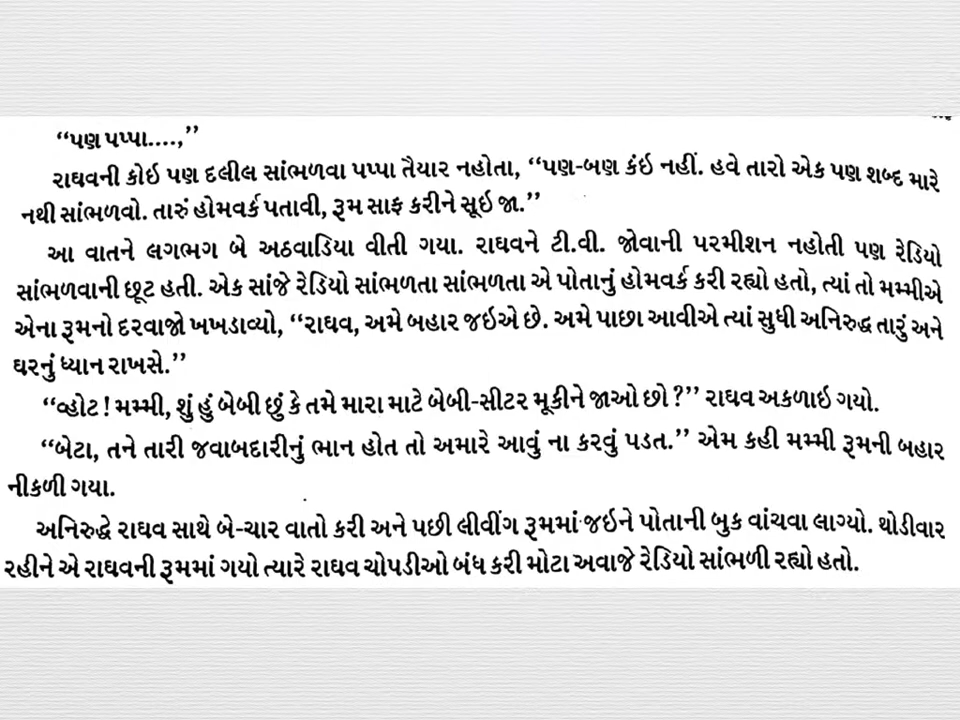 “પણ પપ્પા....,”
રાઘવની કોઇ પણ દલીલ સાંભળવા પપ્પા તૈયાર નહોતા, “પણ-બણ કંઇ નહીં. હવે તારો એક પણ શબ્દ મારે
નથી સાંભળવો. તારું હોમવર્ક પતાવી, રૂમ સાફ કરીને સૂઇ જા.”
આ વાતને લગભગ બે અઠવાડિયા વીતી ગયા. રાઘવને ટી.વી. જોવાની પરમીશન નહોતી પણ રેડિયો
સાંભળવાની છૂટ હતી. એક સાંજે રેડિયો સાંભળતા સાંભળતા એ પોતાનું હોમવર્ક કરી રહ્યો હતો, ત્યાં તો મમ્મીએ
એના રૂમનો દરવાજો ખખડાવ્યો, “રાઘવ, અમે બહાર જઇએ છે. અમે પાછા આવીએ ત્યાં સુધી અનિરુદ્ધ તારું અને
ઘરનું ધ્યાન રાખસે.”
“વ્હોટ ! મમ્મી, શું હું બેબી છું કે તમે મારા માટે બેબી-સીટર મૂકીને જાઓ છો ?” રાઘવ અકળાઇ ગયો.
“બેટા, તને તારી જવાબદારીનું ભાન હોત તો અમારે આવું ના કરવું પડત.” એમ કહી મમ્મી રૂમની બહાર
નીકળી ગયા.
અનિરુદ્ધે રાઘવ સાથે બે-ચાર વાતો કરી અને પછી લીવીંગ રૂમમાં જઇને પોતાની બુક વાંચવા લાગ્યો. થોડીવાર
રહીને એ રાઘવની રૂમમાં ગયો ત્યારે રાઘવ ચોપડીઓ બંધ કરી મોટા અવાજે રેડિયો સાંભળી રહ્યો હતો.